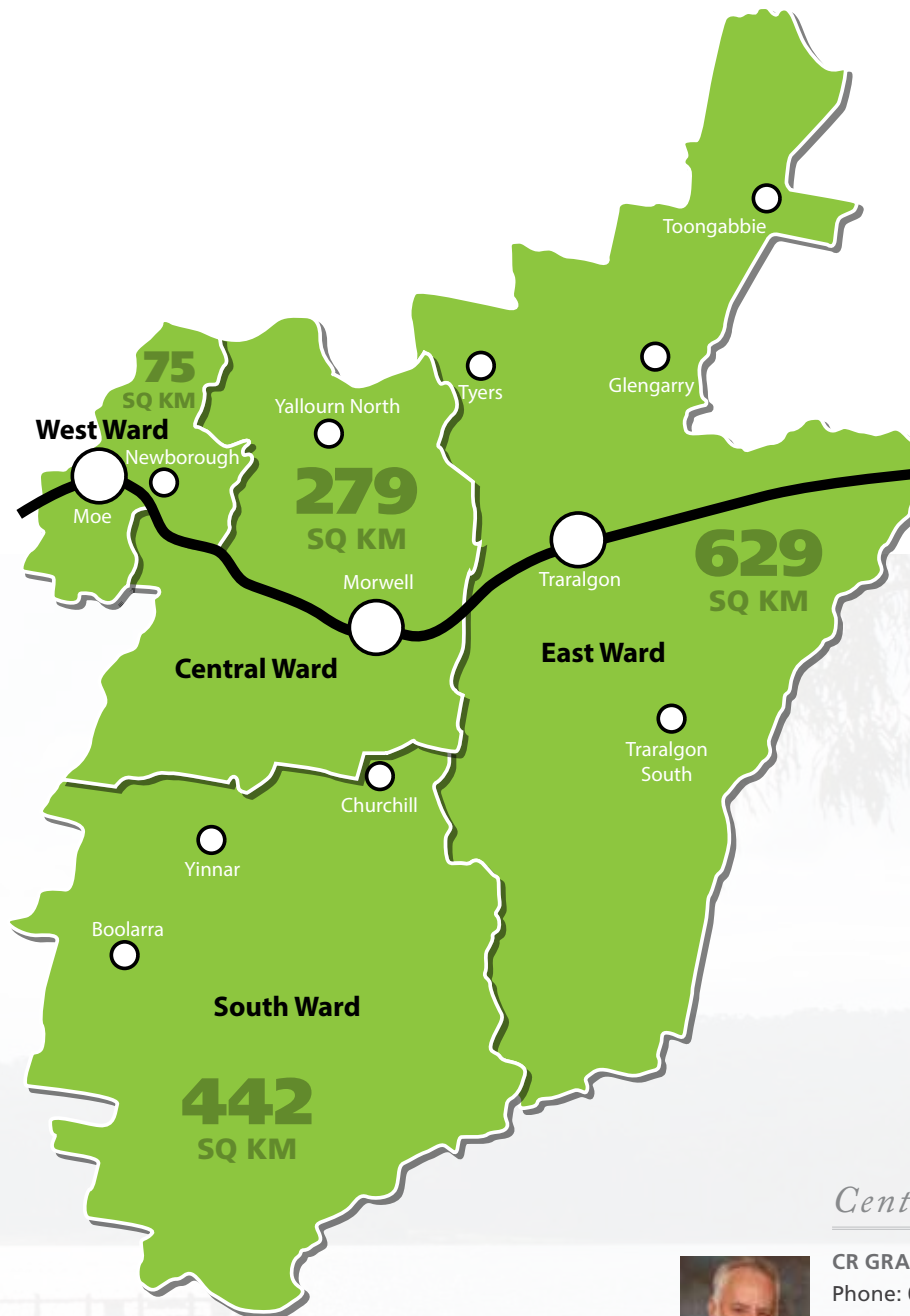 Toongabbie
75
SQ KM
Tyers
Glengarry
Yallourn North
West Ward
Newborough
279
SQ KM
Moe
629
SQ KM
Traralgon
Morwell
Central Ward
East Ward
Traralgon
South
Churchill
Yinnar
Boolarra
South Ward
442
SQ KM
Cent
CR GRA
Phone: